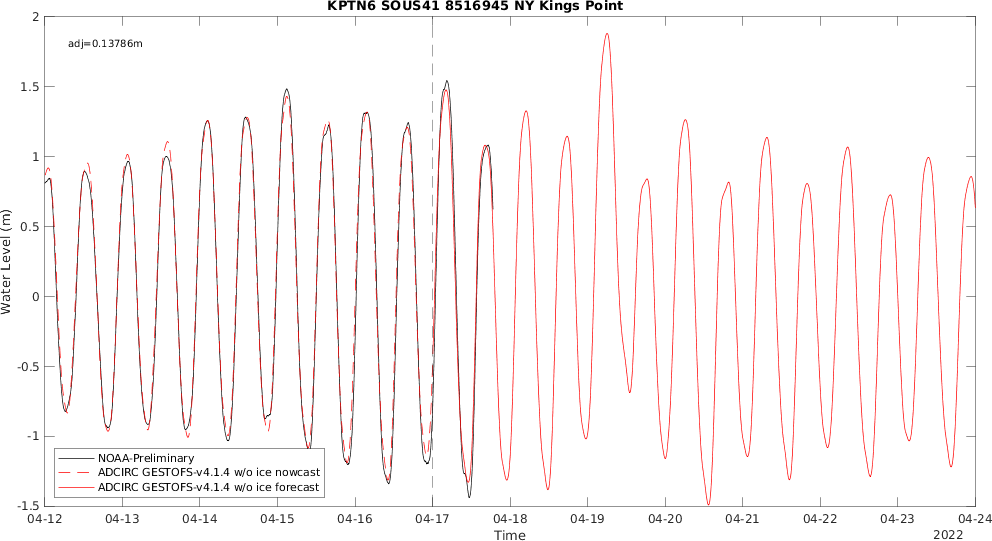 KPTN6 SOUS41 8516945 NY Kings Point
adj=0.13786m
Water Level (m)
2
1.5
1
0.5
0
-0.5
-1
-1.5
NOAA-Preliminary
ADCIRC GESTOFS-v4.1.4 w/o ice nowcast
ADCIRC GESTOFS-v4.1.4 w/o ice forecast
04-12 04-13 04-14 04-15 04-16 04-17 04-18 04-19 04-20 04-21 04-22 04-23 04-24
Time
2022